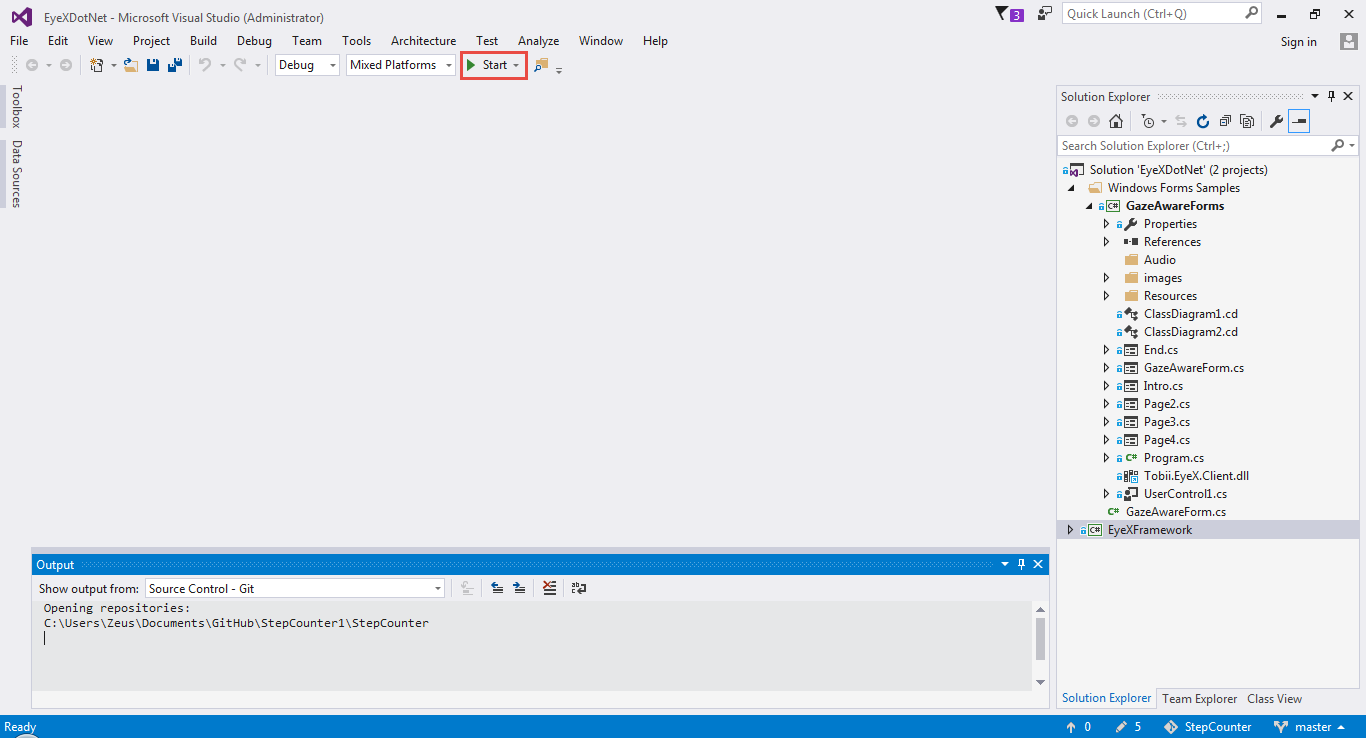 EyeXDotNet - Microsoft Visual Studio (Administrator)
3
Quick Launch (Ctrl+Q)
File Edit View Project Build Debug Team Tools Architecture Test Analyze Window Help
Sign in
Debug Mixed Platforms Start
Toolbox
Data Sources
Solution Explorer
Search Solution Explorer (Ctrl+;)
Solution 'EyeXDotNet' (2 projects)
Windows Forms Samples
C# GazeAwareForms
Properties
References
Audio
images
Resources
ClassDiagram1.cd
ClassDiagram2.cd
End.cs
GazeAwareForm.cs
Intro.cs
Page2.cs
Page3.cs
Page4.cs
C# Program.cs
Tobii.EyeX.Client.dll
UserControl1.cs
C# GazeAwareForm.cs
C# EyeXFramework
Output
Show output from: Source Control - Git
Opening repositories:
C:\Users\Zeus\Documents\GitHub\StepCounter1\StepCounter
Solution Explorer Team Explorer Class View
Ready
0 5 StepCounter master